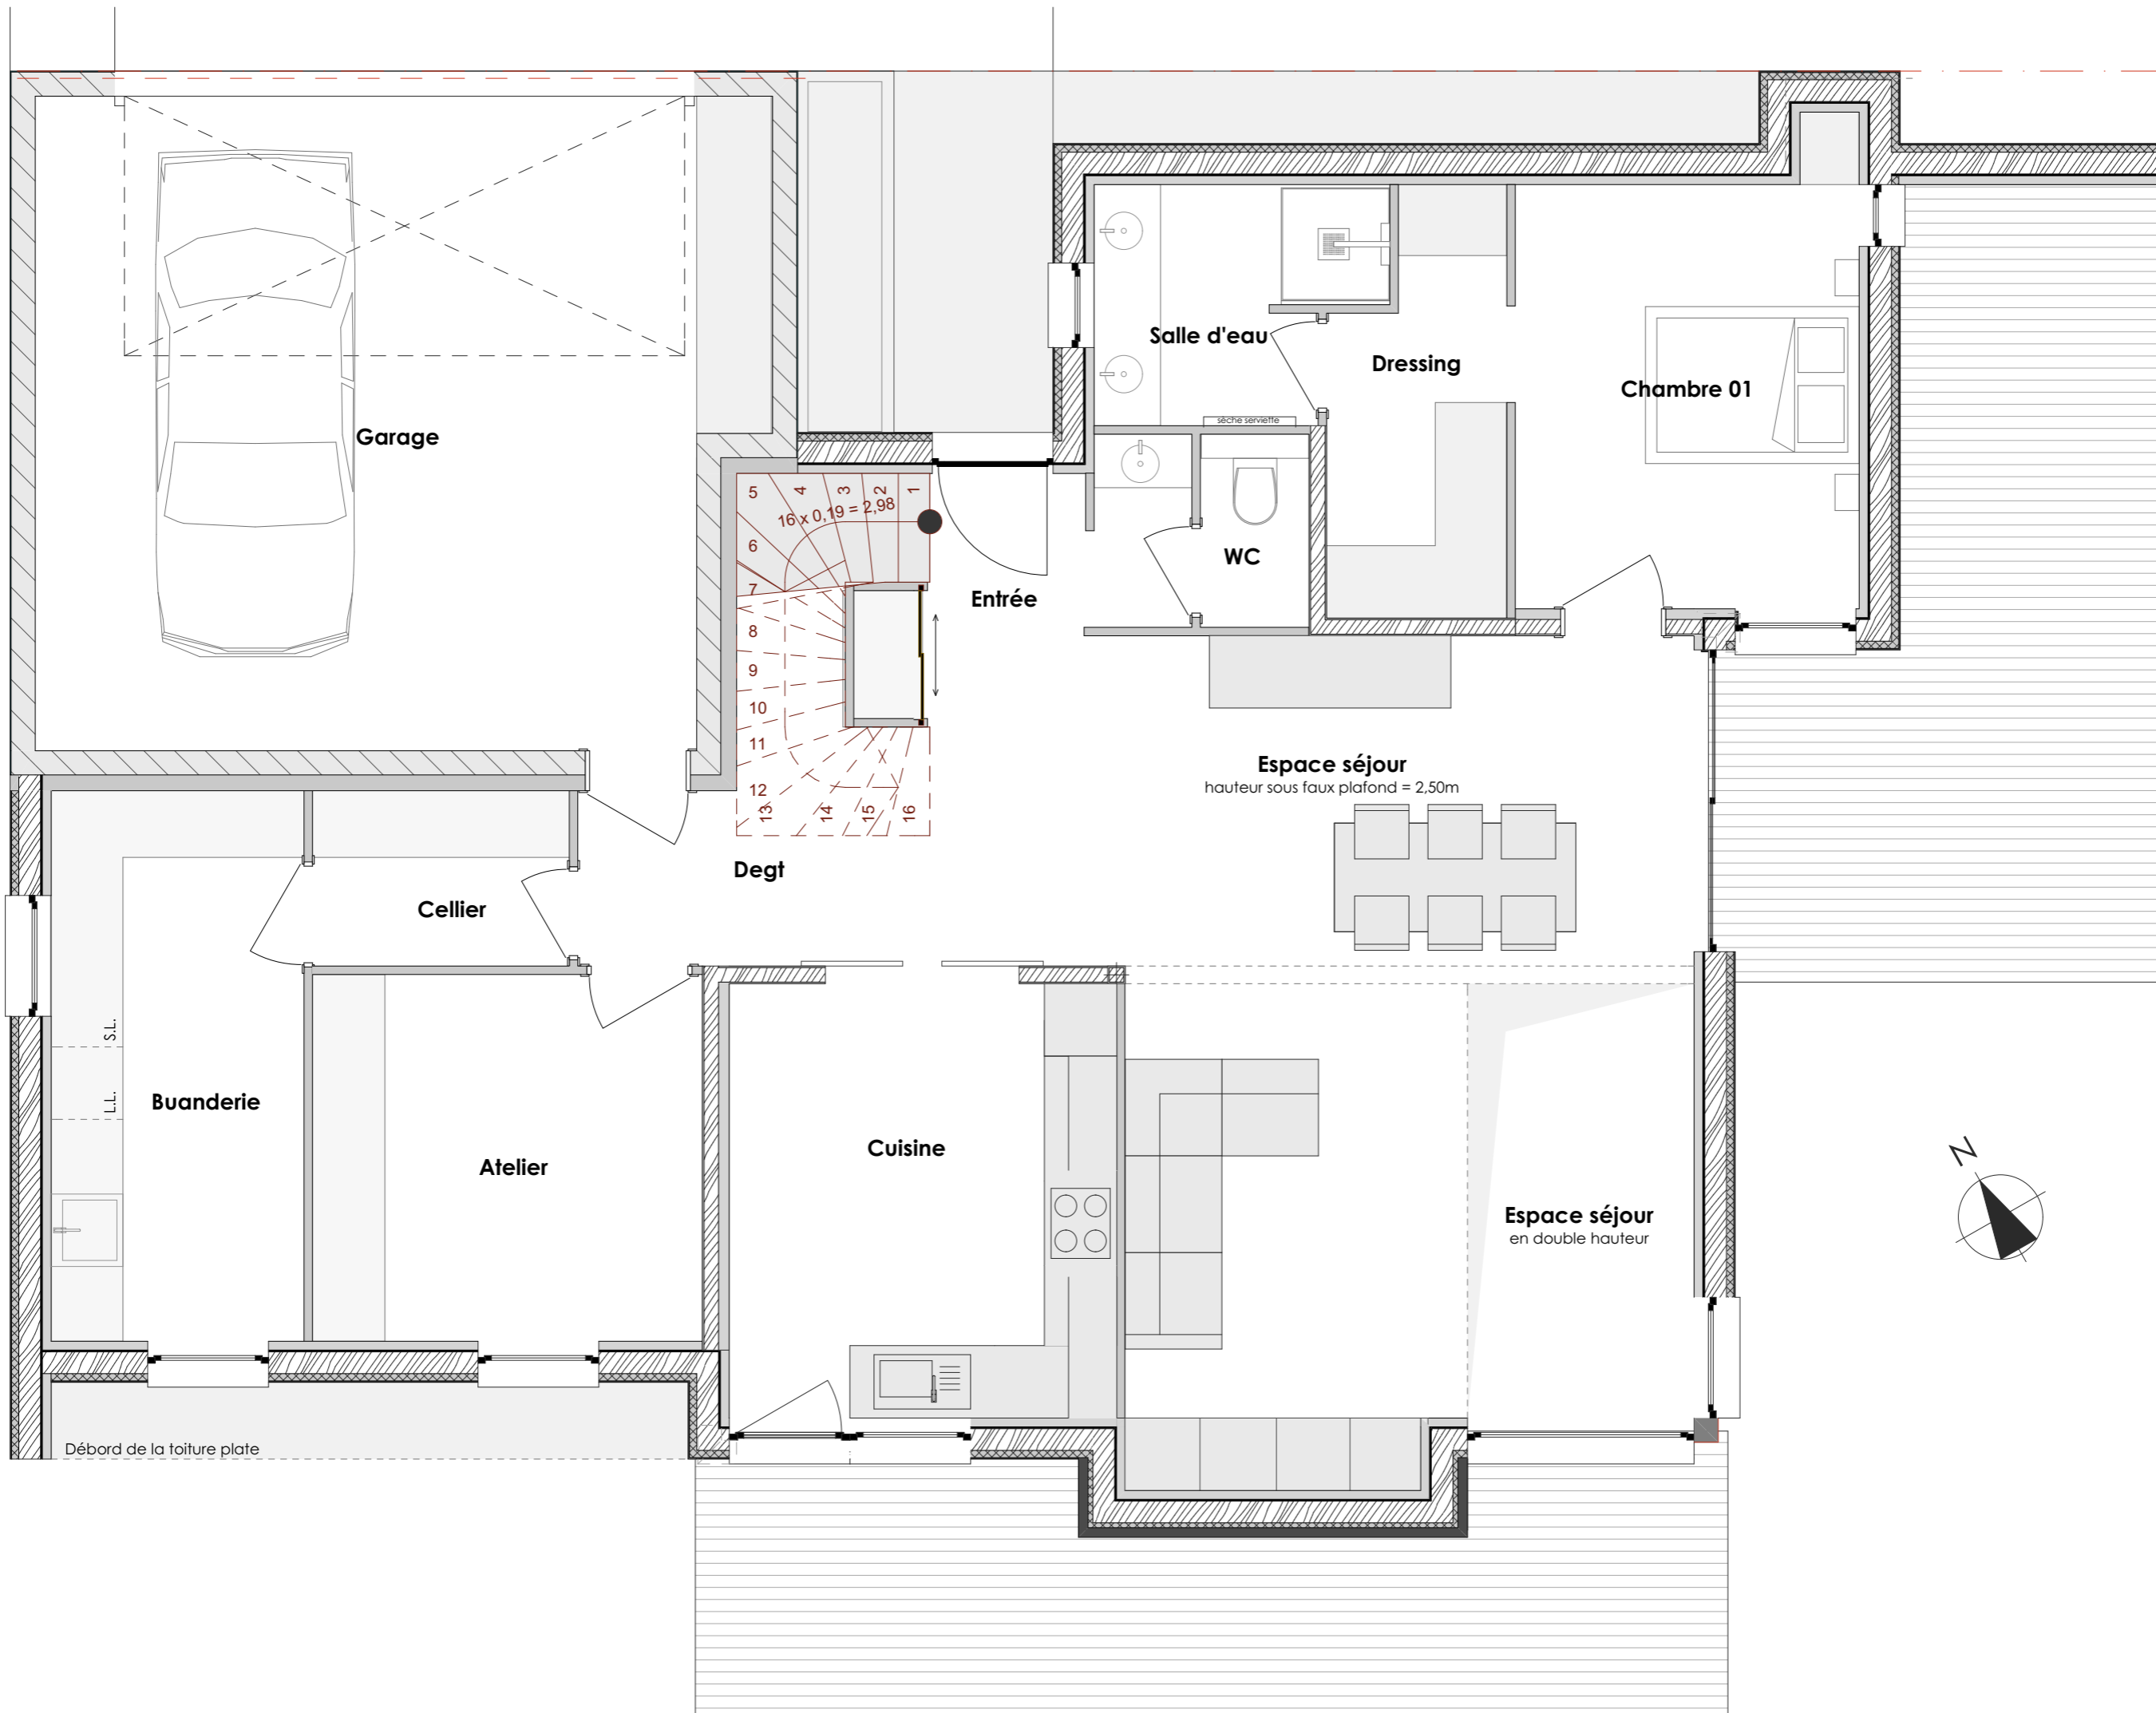 Salle d'eau
Dressing
Chambre 01
Garage
sèche serviette
5
4
3
2
1
16 x 0,19 = 2,98
6
7
8
9
10
11
12
13
14
15
16
WC
Entrée
Espace séjour
hauteur sous faux plafond = 2,50m
Degt
Cellier
S.L.
L.L.
Buanderie
Atelier
Cuisine
N
Espace séjour
en double hauteur
Débord de la toiture plate